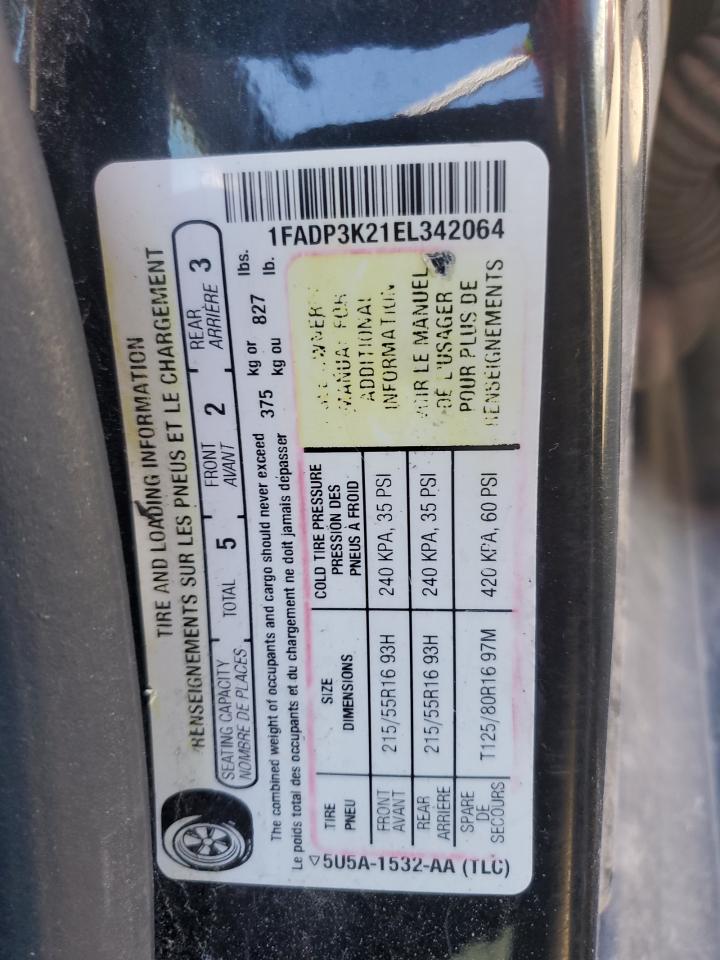 TIRE AND LOADING INFORMATION
RENSEIGNEMENTS SUR LES PNEUS ET LE CHARGEMENT
SEATING CAPACITY
NOMBRE DE PLACES
TOTAL 5
FRONT
AVANT
2
REAR
ARRIÈRE
3
The combined weight of occupants and cargo should never exceed
Le poids total des occupants et du chargement ne doit jamais dépasser
375
kg or
kg ou
827
lbs.
lb.
1FADP3K21EL342064
TIRE
PNEU
SIZE
DIMENSIONS
COLD TIRE PRESSURE
PRESSION DES
PNEUS À FROID
FRONT
AVANT
215/55R16 93H
240 KPA, 35 PSI
REAR
ARRIERE
215/55R16 93H
240 KPA, 35 PSI
SPARE
DE
SECOURS
T125/80R16 97M
420 KPA, 60 PSI
MANUAL FOR
ADDITIONAL
INFORMATION
VOIR LE MANUEL
DE L'USAGER
POUR PLUS DE
RENSEIGNEMENTS
5U5A-1532-AA (TLC)